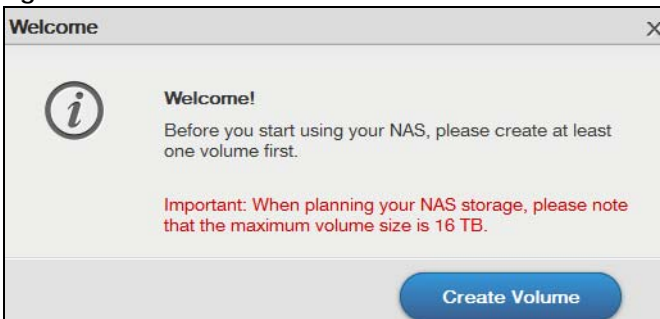 Welcome
X
Welcome!
Before you start using your NAS, please create at least
one volume first.
Important: When planning your NAS storage, please note
that the maximum volume size is 16 TB.
Create Volume